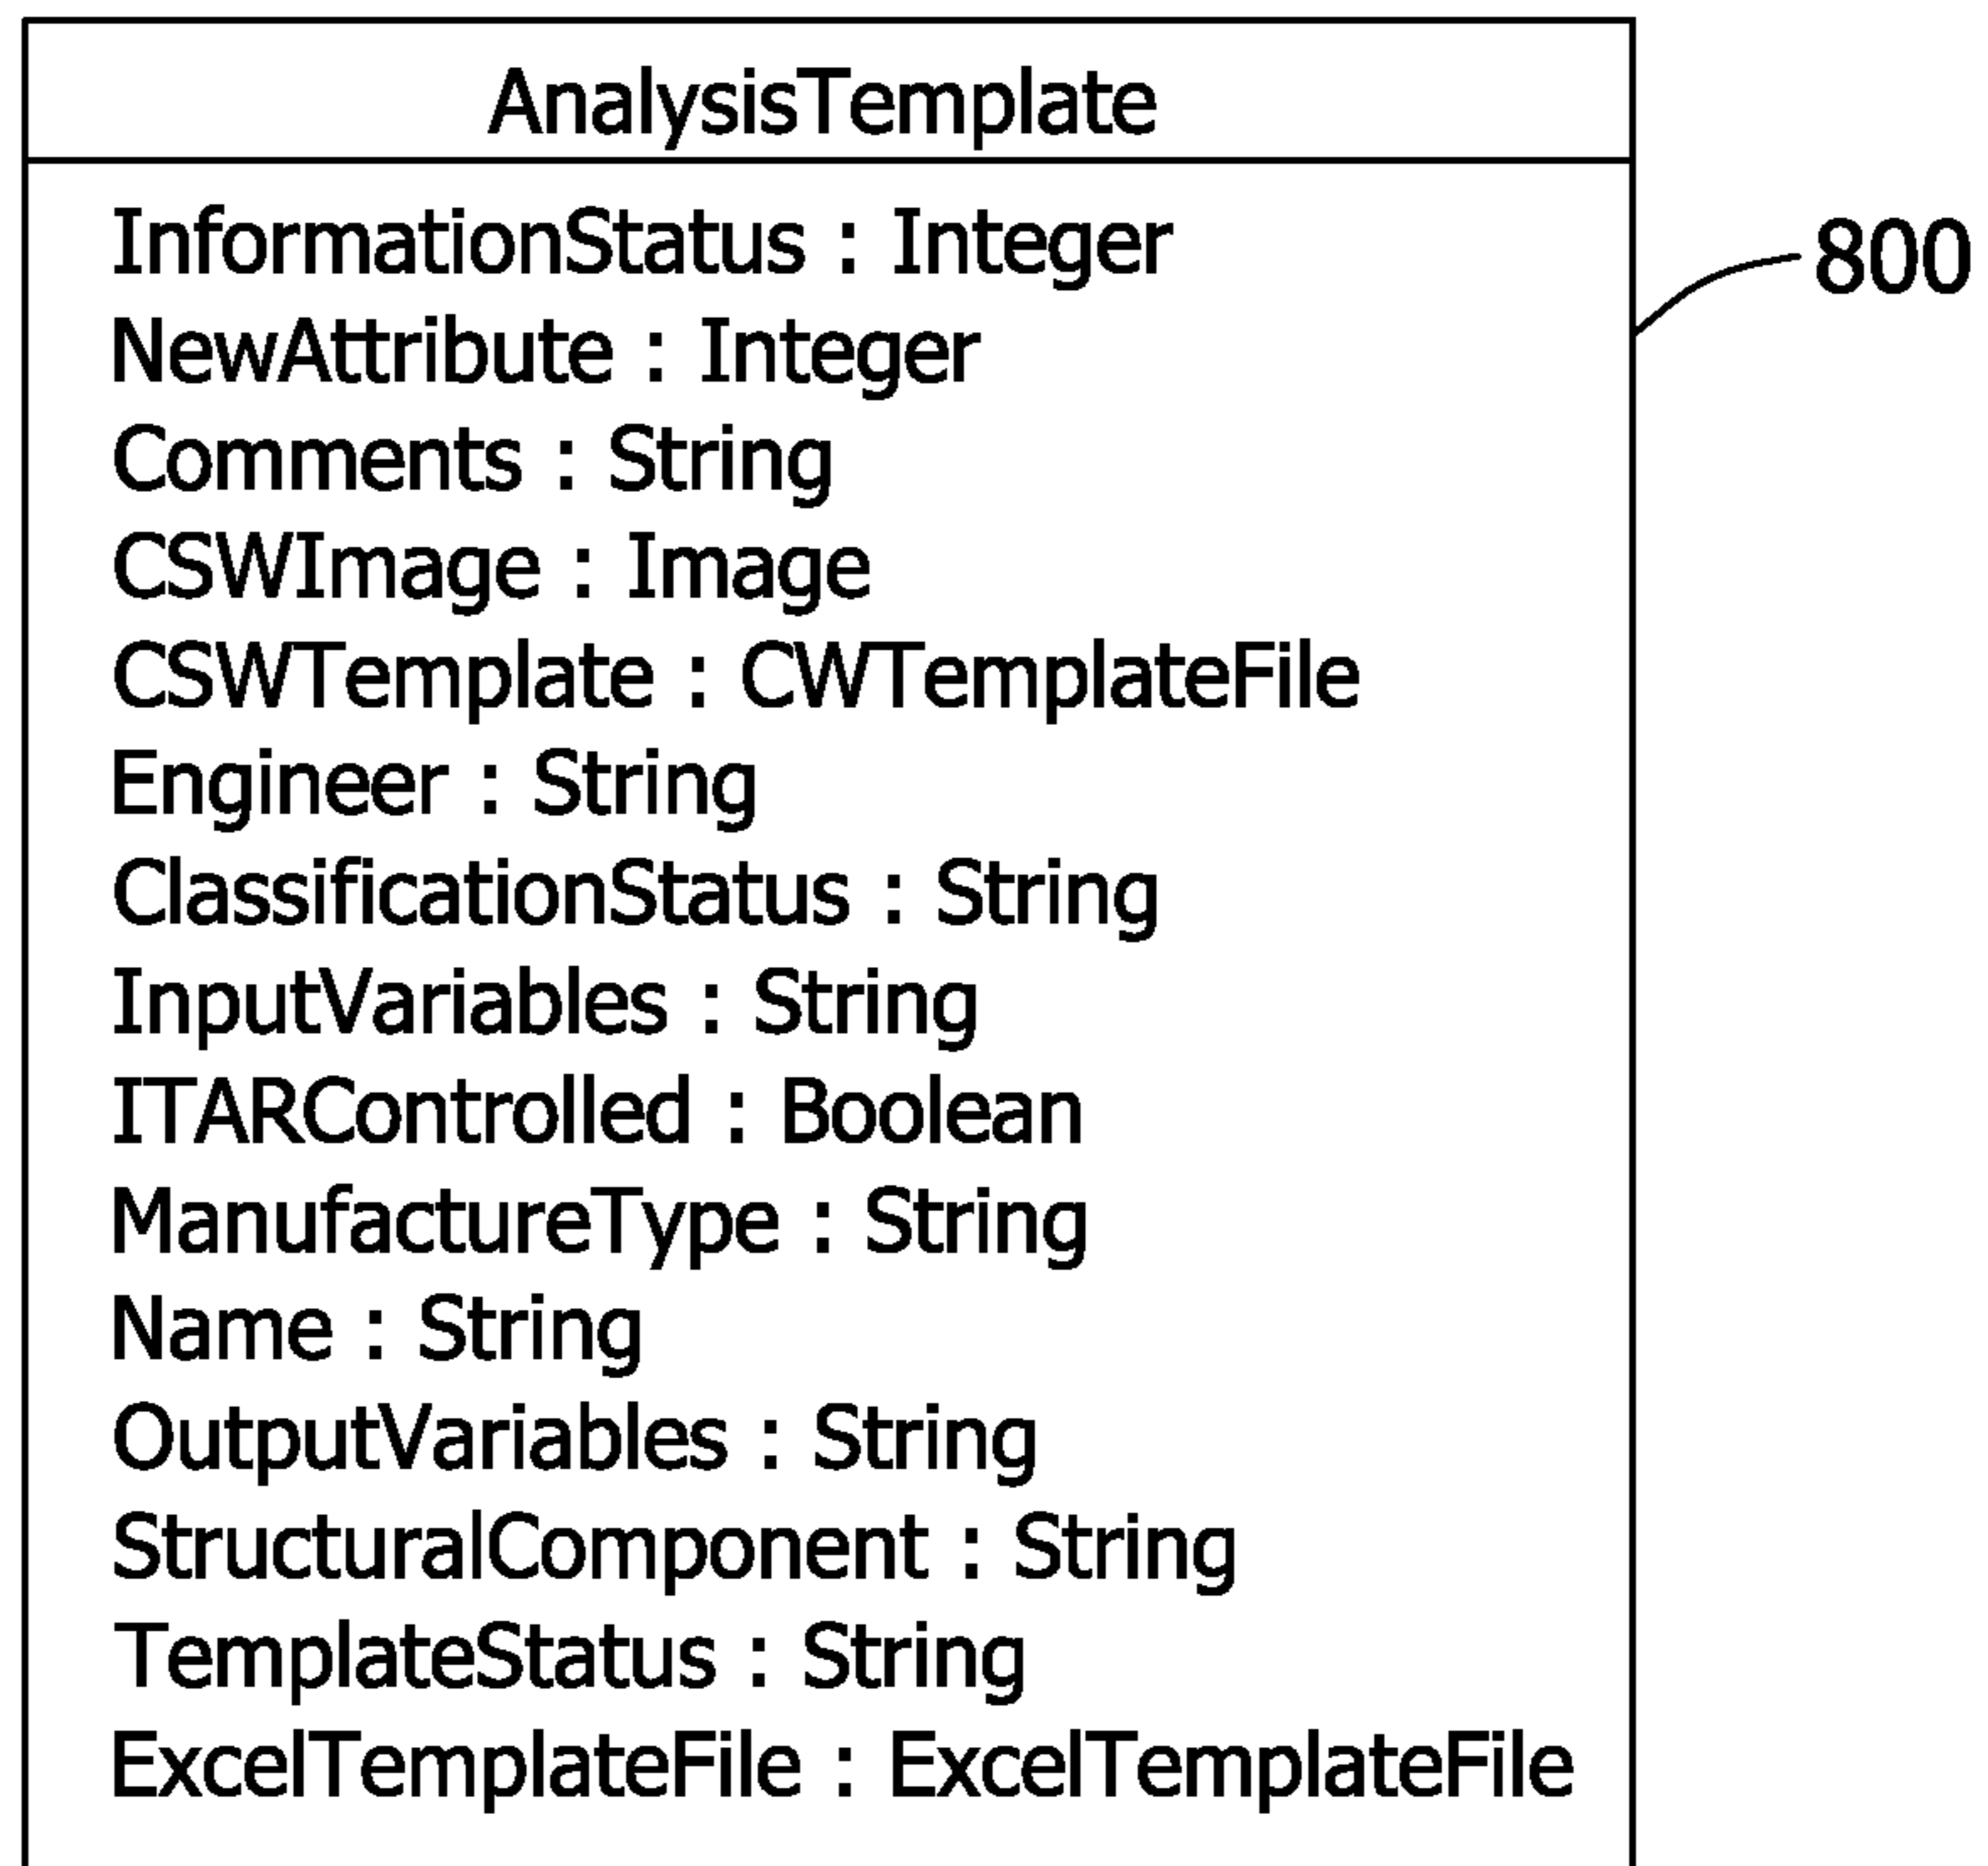 AnalysisTemplate
InformationStatus : Integer
800
NewAttribute : Integer
Comments : String
CSWImage : Image
CSWTemplate : CWTemplateFile
Engineer : String
ClassificationStatus : String
InputVariables : String
ITARControlled : Boolean
ManufactureType : String
Name : String
OutputVariables : String
StructuralComponent : String
TemplateStatus : String
ExcelTemplateFile : ExcelTemplateFile